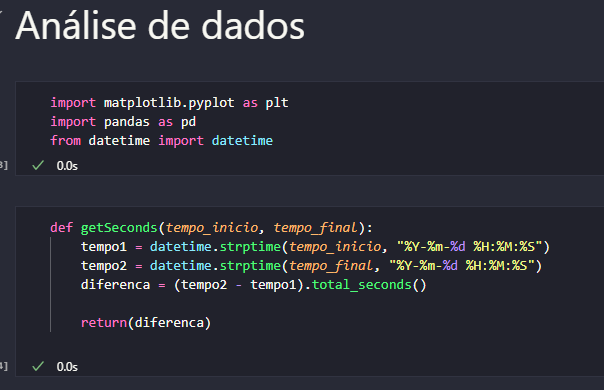 Análise de dados
import matplotlib.pyplot as plt
import pandas as pd
from datetime import datetime
3] ✓ 0.0s
def getSeconds(tempo_inicio, tempo_final):
    tempo1 = datetime.strptime(tempo_inicio, "%Y-%m-%d %H:%M:%S")
    tempo2 = datetime.strptime(tempo_final, "%Y-%m-%d %H:%M:%S")
    diferenca = (tempo2 - tempo1).total_seconds()
    return(diferenca)
4] ✓ 0.0s